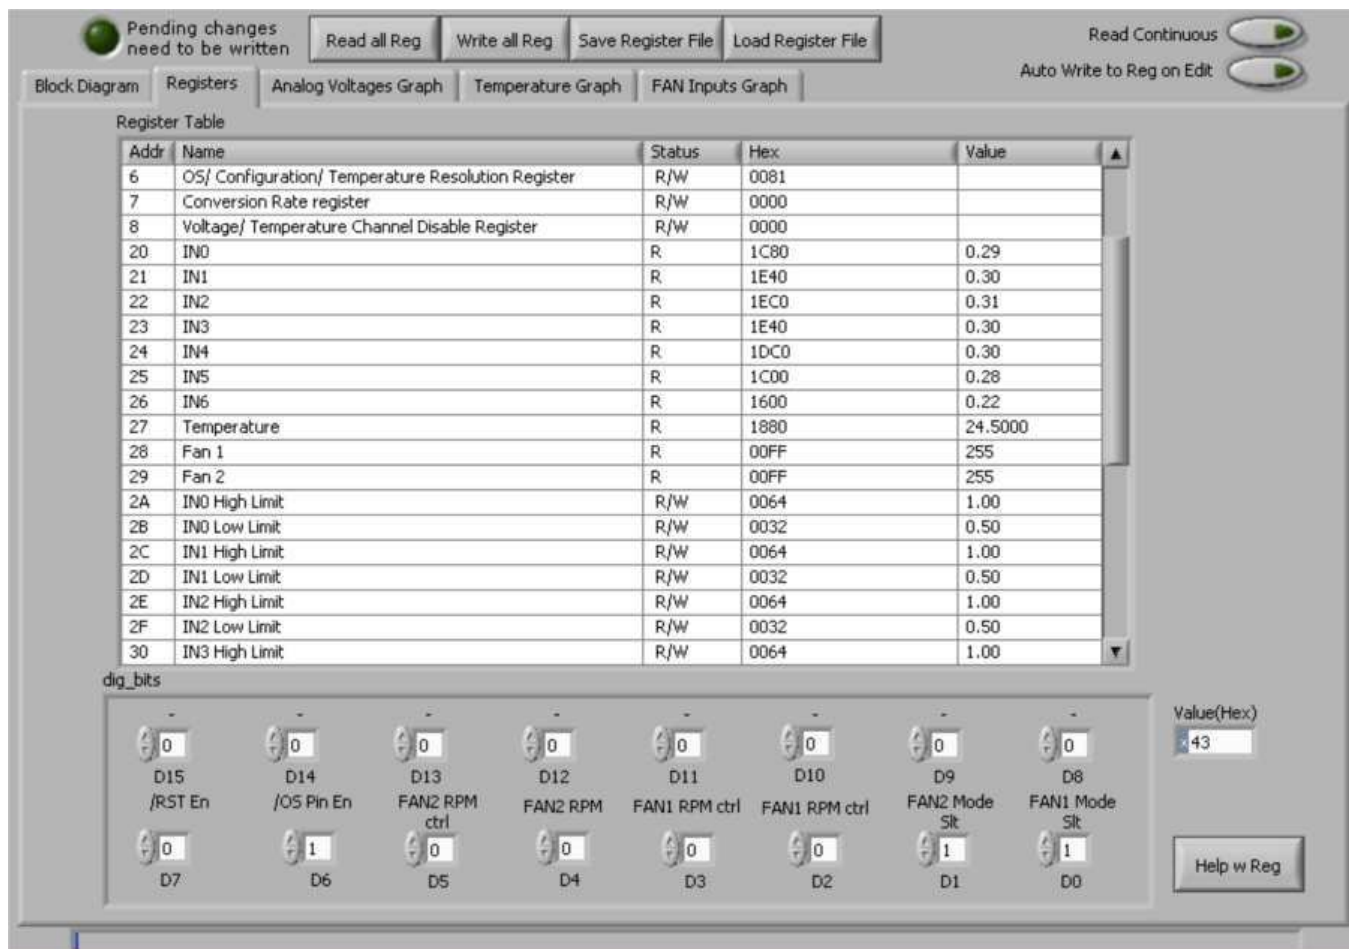 Pending changes
need to be written
Read all Reg
Write all Reg
Save Register File
Load Register File
Read Continuous
Auto Write to Reg on Edit
Block Diagram
Registers
Analog Voltages Graph
Temperature Graph
FAN Inputs Graph
Register Table
Addr Name Status Hex Value
6 OS/ Configuration/ Temperature Resolution Register R/W 0081
7 Conversion Rate register R/W 0000
8 Voltage/ Temperature Channel Disable Register R/W 0000
20 IN0 R 1C80 0.29
21 IN1 R 1E40 0.30
22 IN2 R 1EC0 0.31
23 IN3 R 1E40 0.30
24 IN4 R 1DC0 0.30
25 IN5 R 1C00 0.28
26 IN6 R 1600 0.22
27 Temperature R 1880 24.5000
28 Fan 1 R 00FF 255
29 Fan 2 R 00FF 255
2A IN0 High Limit R/W 0064 1.00
2B IN0 Low Limit R/W 0032 0.50
2C IN1 High Limit R/W 0064 1.00
2D IN1 Low Limit R/W 0032 0.50
2E IN2 High Limit R/W 0064 1.00
2F IN2 Low Limit R/W 0032 0.50
30 IN3 High Limit R/W 0064 1.00
dig_bits
- - - - - - - -
0 0 0 0 0 0 0 0
D15 D14 D13 D12 D11 D10 D9 D8
/RST En /OS Pin En FAN2 RPM ctrl FAN2 RPM FAN1 RPM ctrl FAN1 RPM ctrl FAN2 Mode Slt FAN1 Mode Slt
0 1 0 0 0 0 1 1
D7 D6 D5 D4 D3 D2 D1 D0
Value(Hex)
x 43
Help w Reg